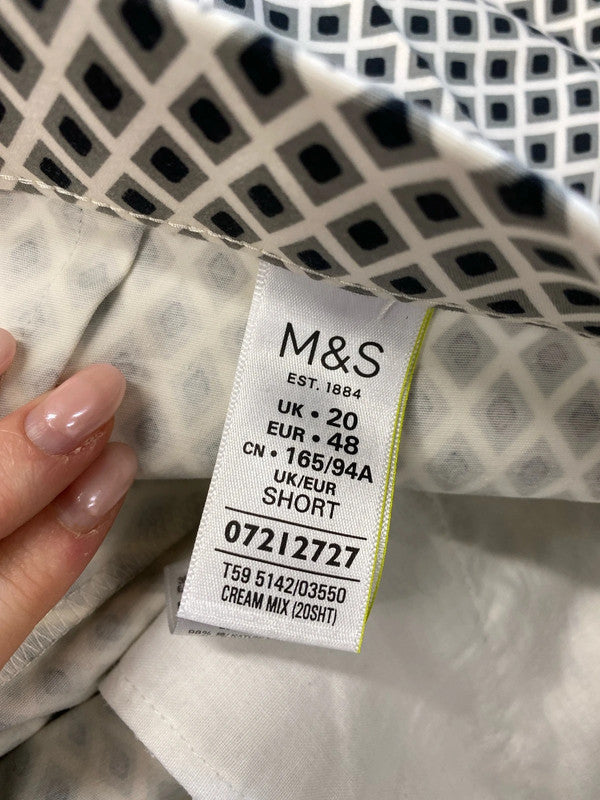 M&S
EST. 1884
UK • 20
EUR • 48
CN • 165/94A
UK/EUR
SHORT
07212727
T59 5142/03550
CREAM MIX (20SHT)